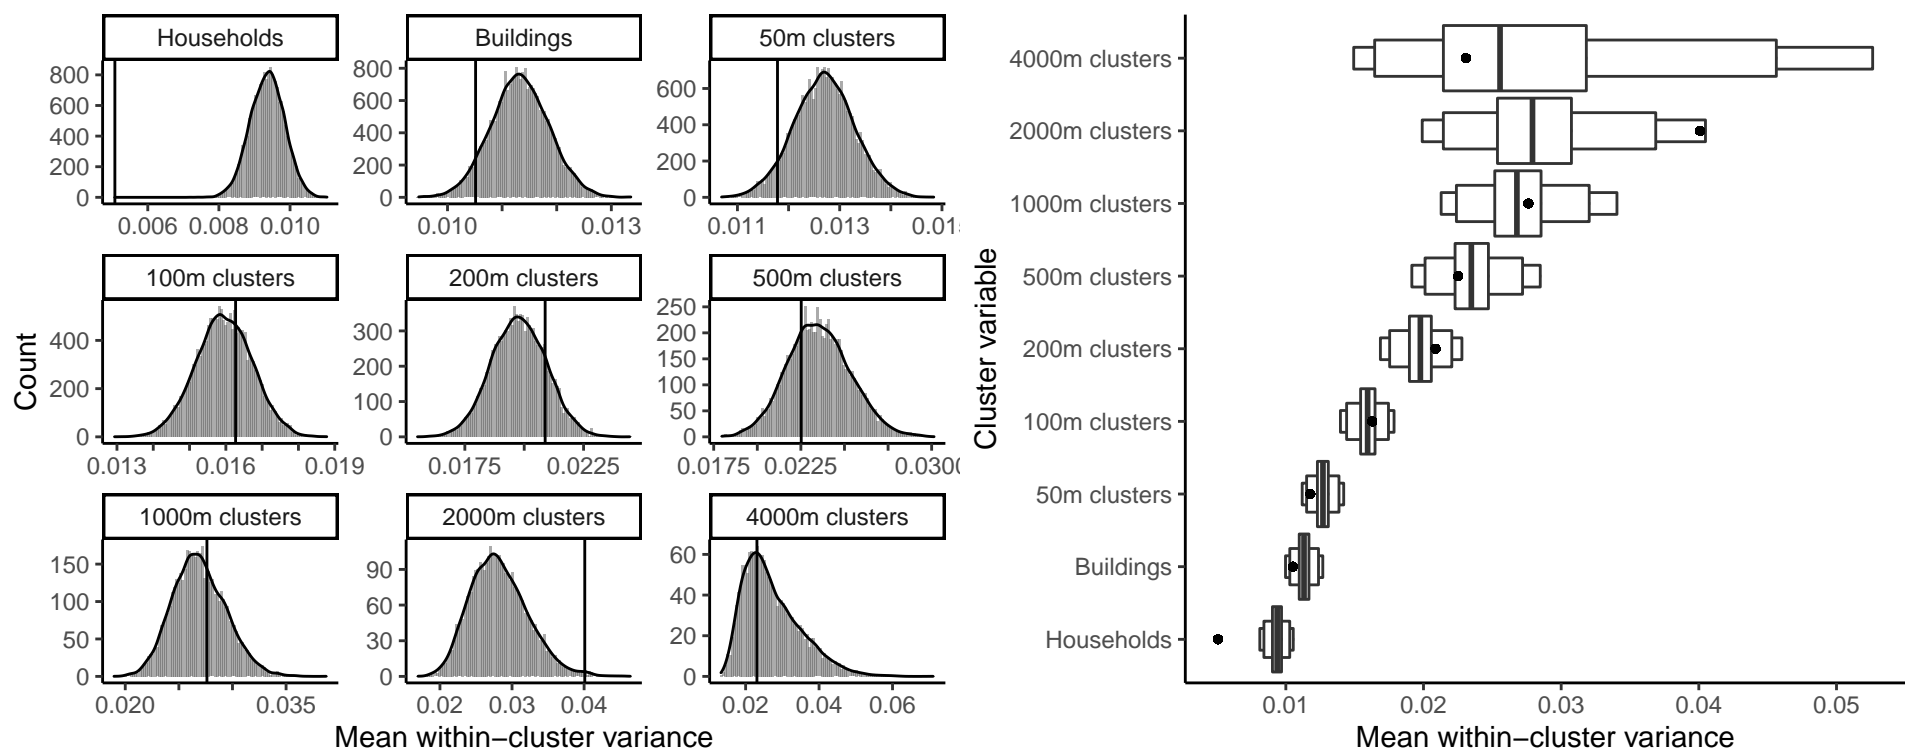 Households
Buildings
50m clusters
800
600
400
200
0
800
600
400
200
0
600
400
200
0
0.006 0.008 0.010
0.010 0.013
0.011 0.013
100m clusters
200m clusters
500m clusters
400
200
0
300
200
100
0
250
200
150
100
50
0
0.013 0.016 0.019
0.0175 0.0225
0.0175 0.0225 0.0300
1000m clusters
2000m clusters
4000m clusters
150
100
50
0
90
60
30
0
60
40
20
0
0.020 0.035
0.02 0.03 0.04
0.02 0.04 0.06
Count
Mean within−cluster variance
Cluster variable
4000m clusters
2000m clusters
1000m clusters
500m clusters
200m clusters
100m clusters
50m clusters
Buildings
Households
0.01 0.02 0.03 0.04 0.05
Mean within−cluster variance